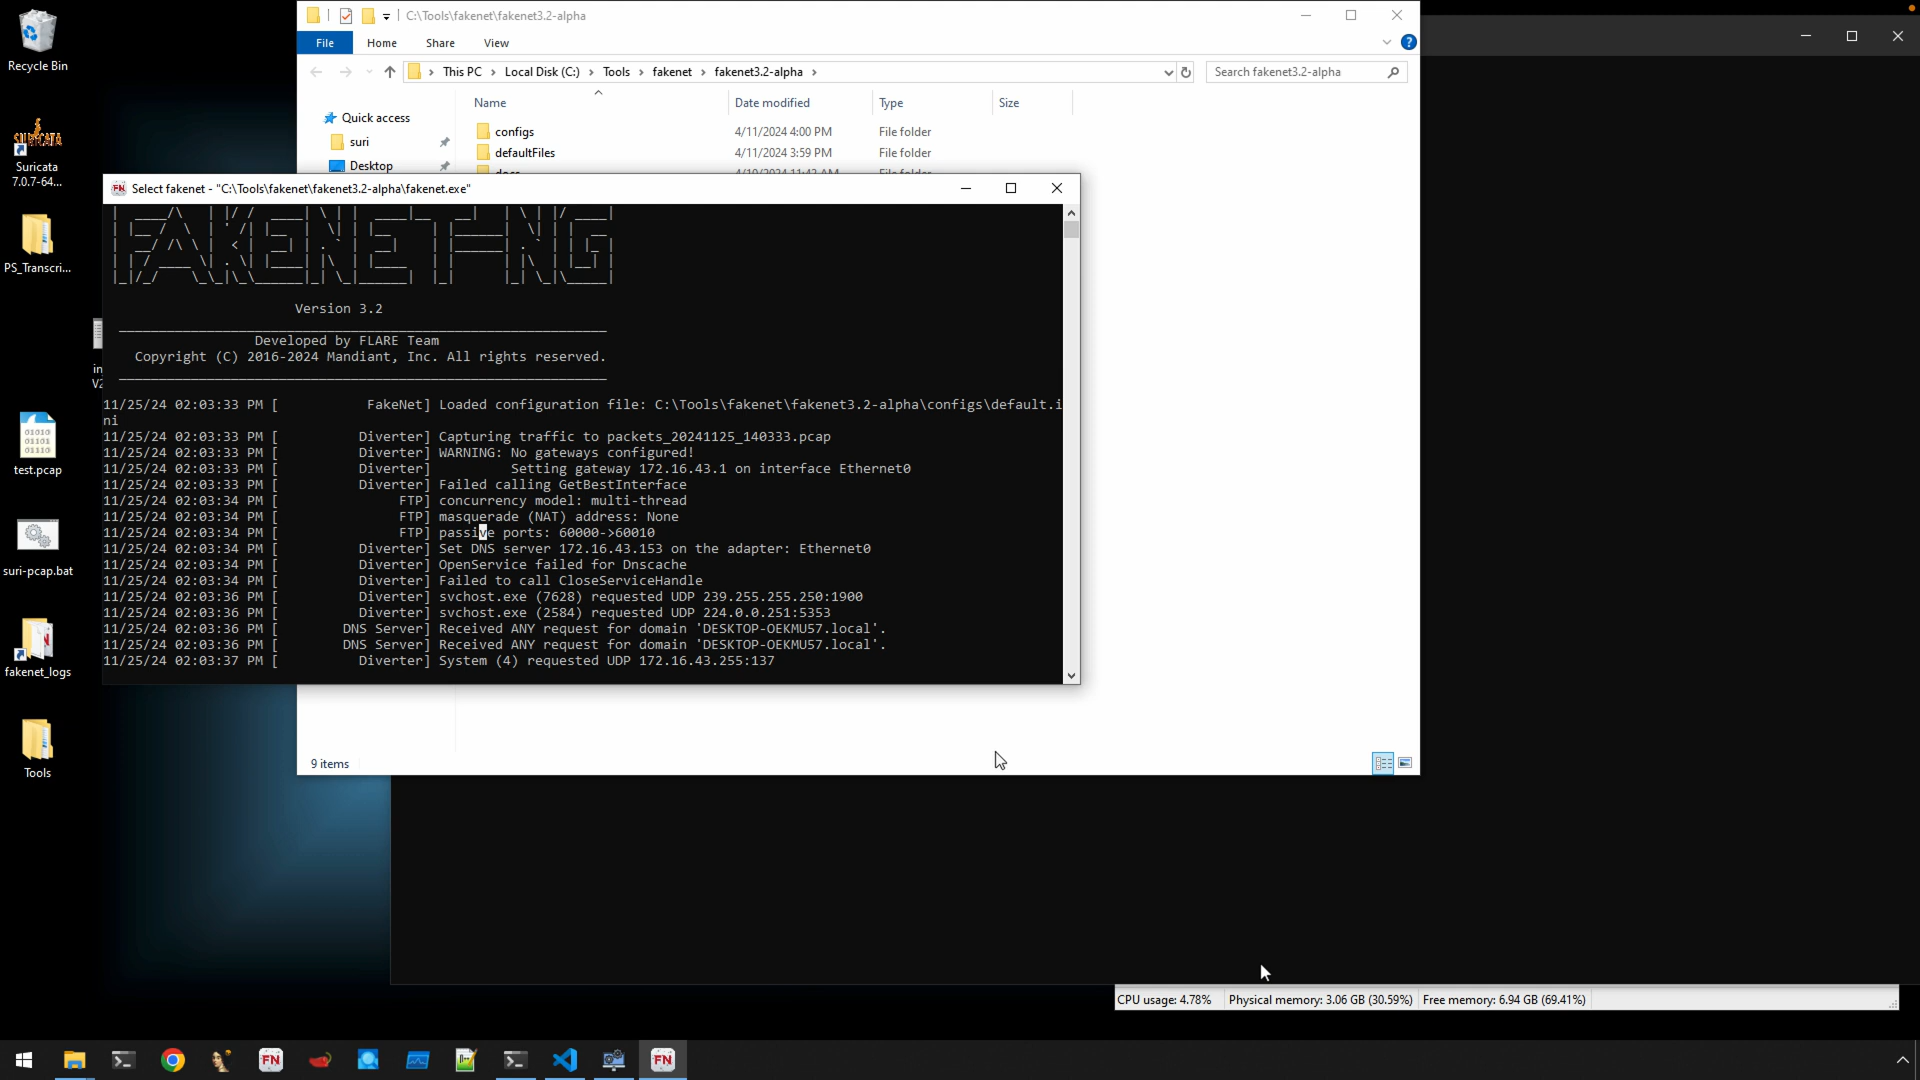 Recycle Bin
SURICATA
Suricata
7.0.7-64...
PS_Transcri...
in
V2
01010
01101
01110
test.pcap
suri-pcap.bat
fakenet_logs
Tools
C:\Tools\fakenet\fakenet3.2-alpha
File
Home
Share
View
This PC
Local Disk (C:)
Tools
fakenet
fakenet3.2-alpha
Search fakenet3.2-alpha
Name
Date modified
Type
Size
Quick access
suri
Desktop
configs
4/11/2024 4:00 PM
File folder
defaultFiles
4/11/2024 3:59 PM
File folder
FN
Select fakenet - "C:\Tools\fakenet\fakenet3.2-alpha\fakenet.exe"
FAKENET-NG
Version 3.2
Developed by FLARE Team
Copyright (C) 2016-2024 Mandiant, Inc. All rights reserved.
11/25/24 02:03:33 PM [           FakeNet] Loaded configuration file: C:\Tools\fakenet\fakenet3.2-alpha\configs\default.i
ni
11/25/24 02:03:33 PM [          Diverter] Capturing traffic to packets_20241125_140333.pcap
11/25/24 02:03:33 PM [          Diverter] WARNING: No gateways configured!
11/25/24 02:03:33 PM [          Diverter]          Setting gateway 172.16.43.1 on interface Ethernet0
11/25/24 02:03:33 PM [          Diverter] Failed calling GetBestInterface
11/25/24 02:03:34 PM [               FTP] concurrency model: multi-thread
11/25/24 02:03:34 PM [               FTP] masquerade (NAT) address: None
11/25/24 02:03:34 PM [               FTP] passive ports: 60000->60010
11/25/24 02:03:34 PM [          Diverter] Set DNS server 172.16.43.153 on the adapter: Ethernet0
11/25/24 02:03:34 PM [          Diverter] OpenService failed for Dnscache
11/25/24 02:03:34 PM [          Diverter] Failed to call CloseServiceHandle
11/25/24 02:03:36 PM [          Diverter] svchost.exe (7628) requested UDP 239.255.255.250:1900
11/25/24 02:03:36 PM [          Diverter] svchost.exe (2584) requested UDP 224.0.0.251:5353
11/25/24 02:03:36 PM [        DNS Server] Received ANY request for domain 'DESKTOP-OEKMU57.local'.
11/25/24 02:03:36 PM [        DNS Server] Received ANY request for domain 'DESKTOP-OEKMU57.local'.
11/25/24 02:03:37 PM [          Diverter] System (4) requested UDP 172.16.43.255:137
9 items
CPU usage: 4.78%
Physical memory: 3.06 GB (30.59%)
Free memory: 6.94 GB (69.41%)
FN
FN